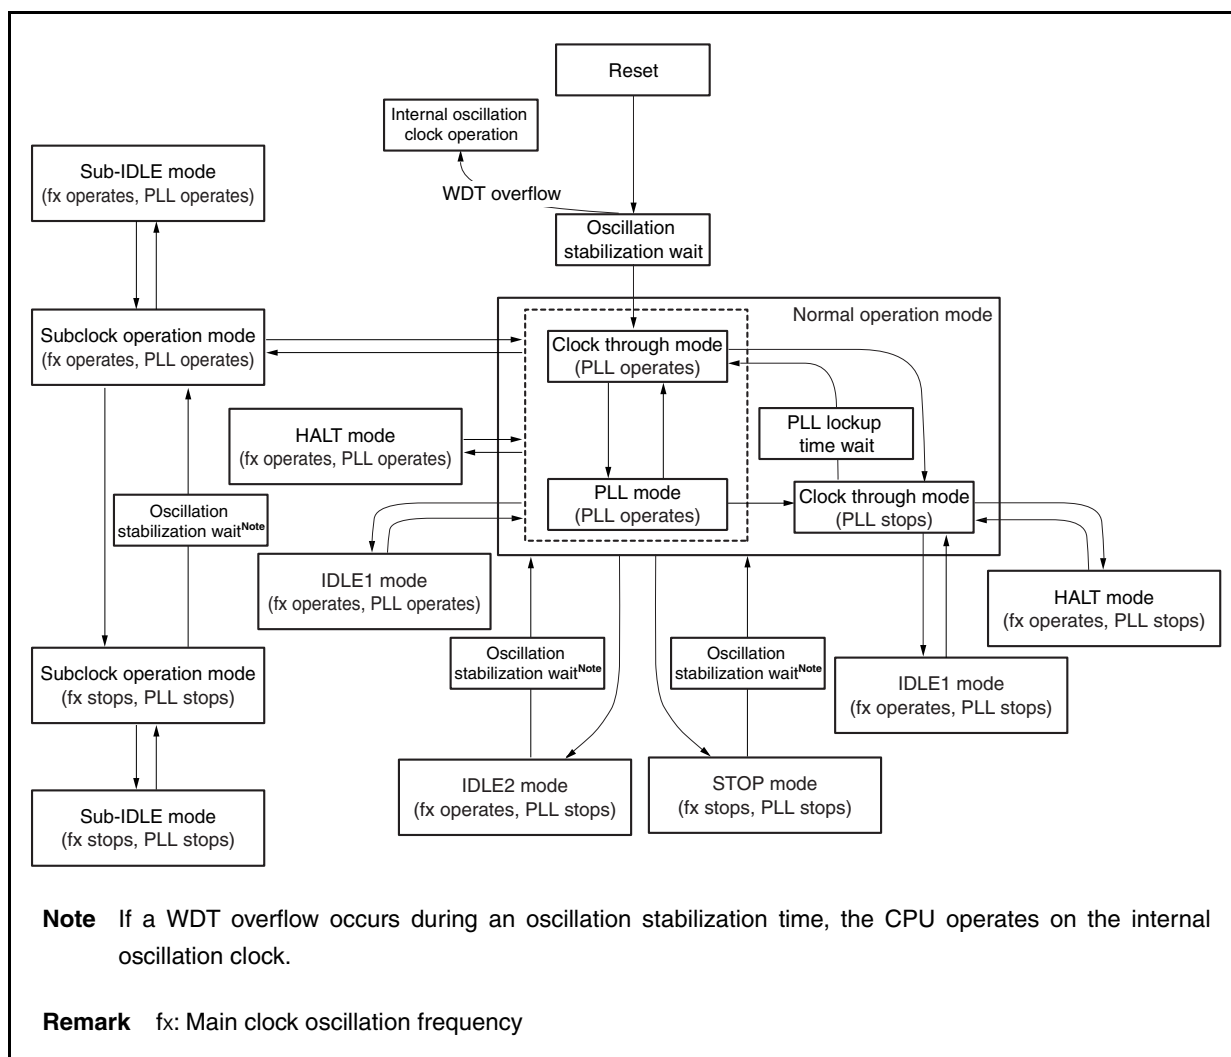 Reset
Internal oscillation
clock operation
WDT overflow
Sub-IDLE mode
(fx operates, PLL operates)
Oscillation
stabilization wait
Normal operation mode
Subclock operation mode
(fx operates, PLL operates)
Clock through mode
(PLL operates)
HALT mode
(fx operates, PLL operates)
PLL lockup
time wait
PLL mode
(PLL operates)
Clock through mode
(PLL stops)
Oscillation
stabilization waitNote
IDLE1 mode
(fx operates, PLL operates)
HALT mode
(fx operates, PLL stops)
Subclock operation mode
(fx stops, PLL stops)
Oscillation
stabilization waitNote
Oscillation
stabilization waitNote
IDLE1 mode
(fx operates, PLL stops)
IDLE2 mode
(fx operates, PLL stops)
STOP mode
(fx stops, PLL stops)
Sub-IDLE mode
(fx stops, PLL stops)
Note If a WDT overflow occurs during an oscillation stabilization time, the CPU operates on the internal
oscillation clock.
Remark fx: Main clock oscillation frequency